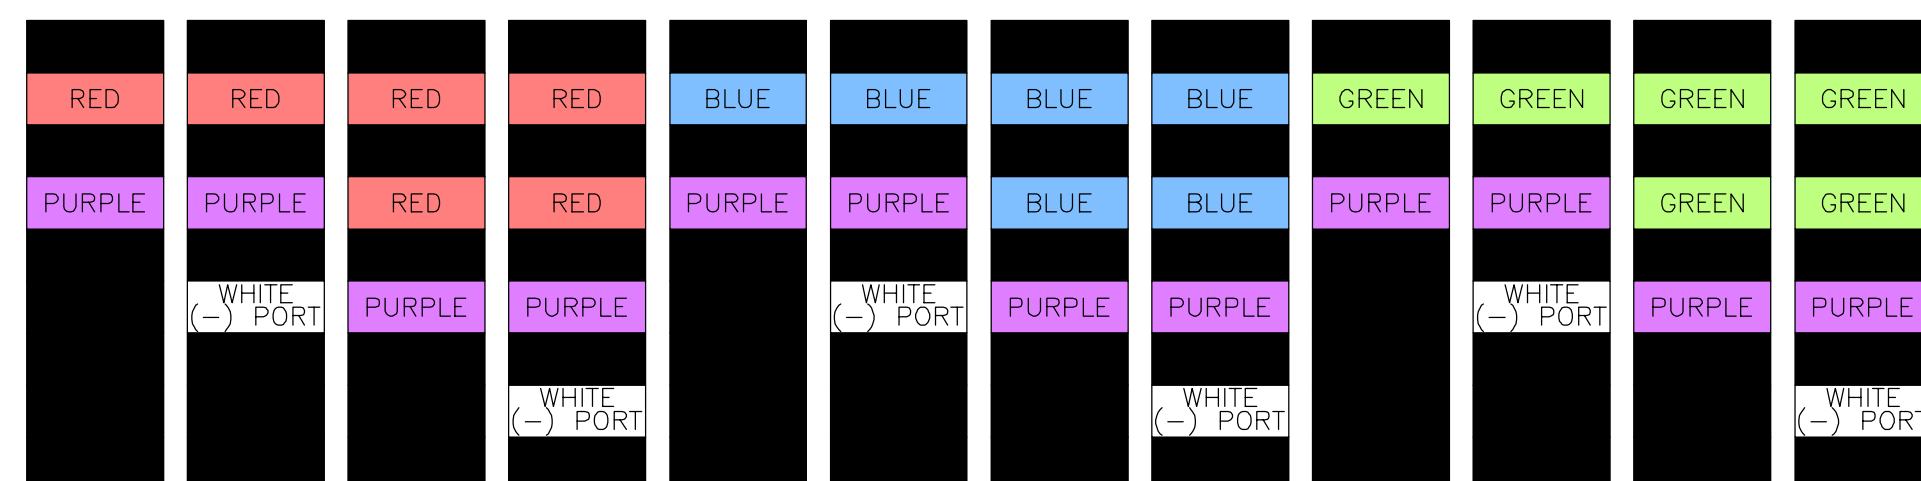 RED RED RED RED BLUE BLUE BLUE BLUE GREEN GREEN GREEN GREEN
PURPLE PURPLE RED RED PURPLE PURPLE BLUE BLUE PURPLE PURPLE GREEN GREEN
WHITE
(-) PORT
PURPLE PURPLE
WHITE
(-) PORT
PURPLE PURPLE
WHITE
(-) PORT
PURPLE PURPLE
WHITE
(-) PORT
WHITE
(-) PORT
WHITE
(-) PORT